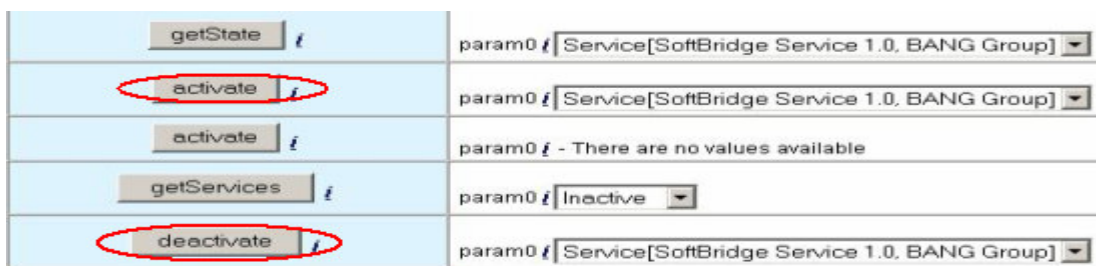 getState i param0 i Service[SoftBridge Service 1.0, BANG Group]
activate i param0 i Service[SoftBridge Service 1.0, BANG Group]
activate i param0 i - There are no values available
getServices i param0 i Inactive
deactivate i param0 i Service[SoftBridge Service 1.0, BANG Group]